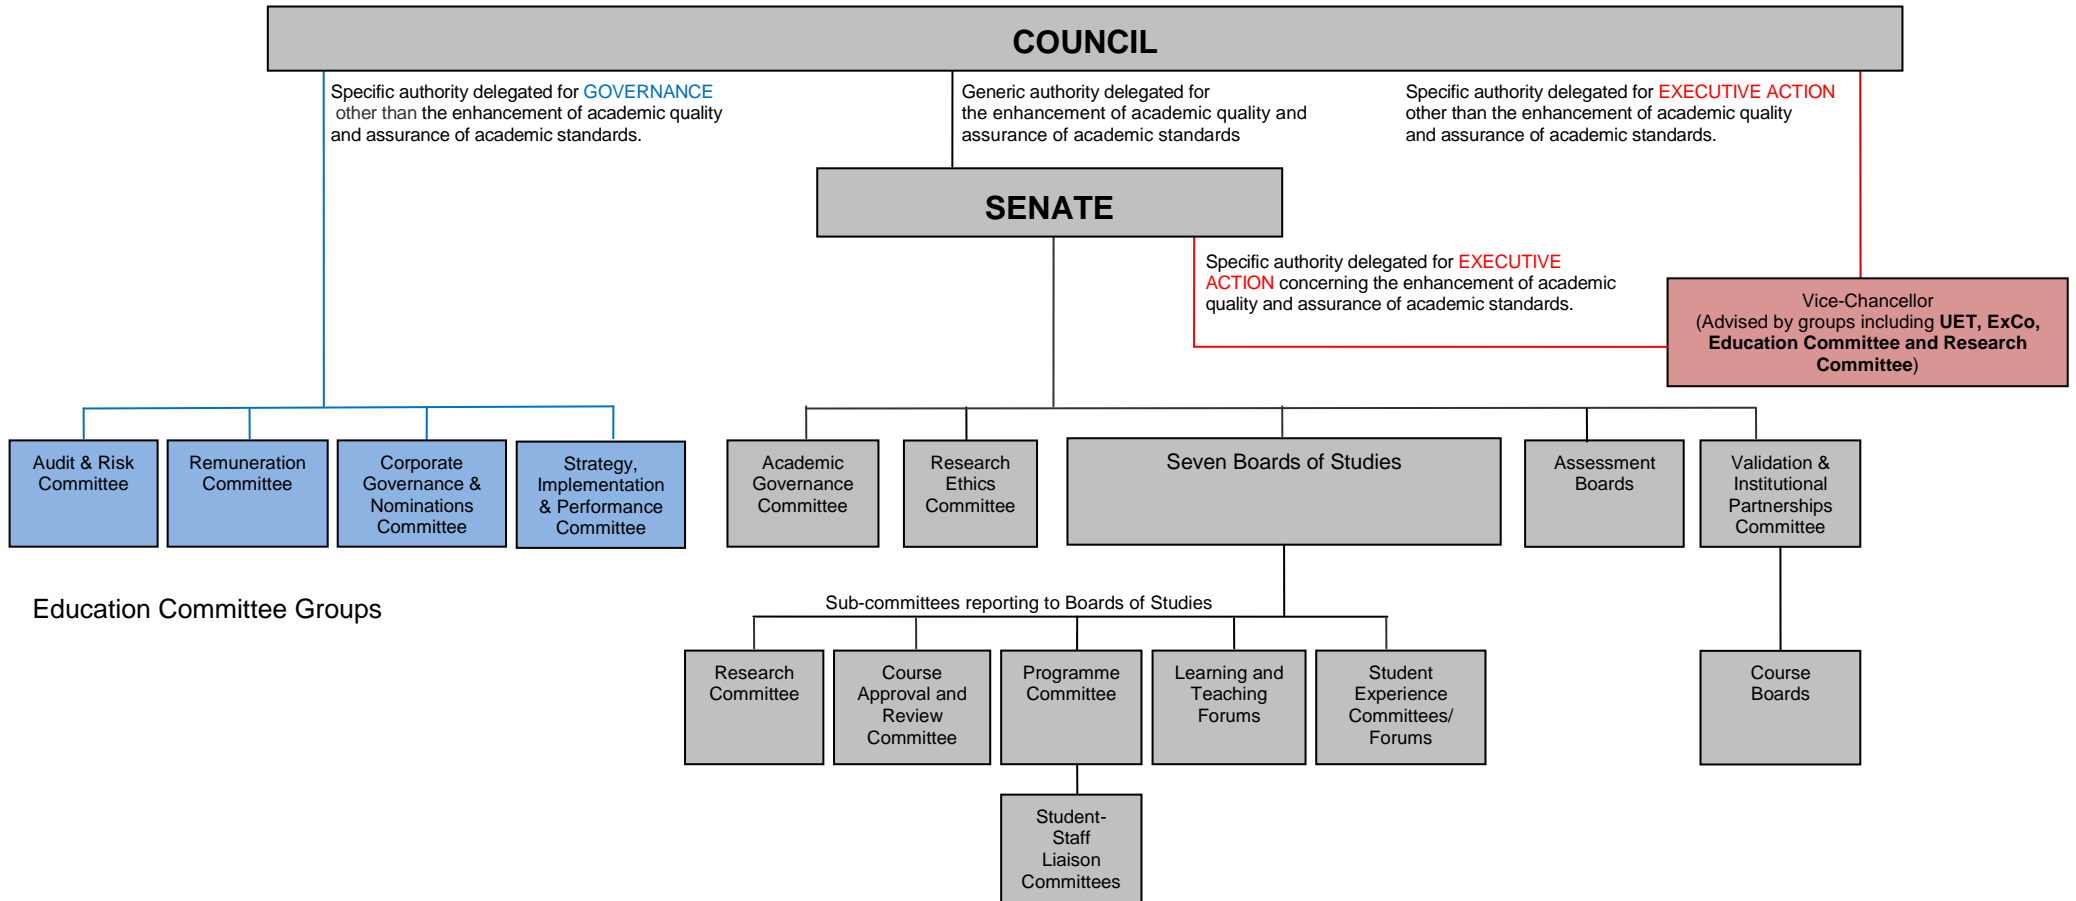 COUNCIL
Specific authority delegated for GOVERNANCE
other than the enhancement of academic quality
and assurance of academic standards.
Generic authority delegated for
the enhancement of academic quality and
assurance of academic standards
Specific authority delegated for EXECUTIVE ACTION
other than the enhancement of academic quality
and assurance of academic standards.
SENATE
Specific authority delegated for EXECUTIVE
ACTION concerning the enhancement of academic
quality and assurance of academic standards.
Vice-Chancellor
(Advised by groups including UET, ExCo,
Education Committee and Research
Committee)
Audit & Risk
Committee
Remuneration
Committee
Corporate
Governance &
Nominations
Committee
Strategy,
Implementation
& Performance
Committee
Academic
Governance
Committee
Research
Ethics
Committee
Seven Boards of Studies
Assessment
Boards
Validation &
Institutional
Partnerships
Committee
Education Committee Groups
Sub-committees reporting to Boards of Studies
Research
Committee
Course
Approval and
Review
Committee
Programme
Committee
Learning and
Teaching
Forums
Student
Experience
Committees/
Forums
Course
Boards
Student-
Staff
Liaison
Committees